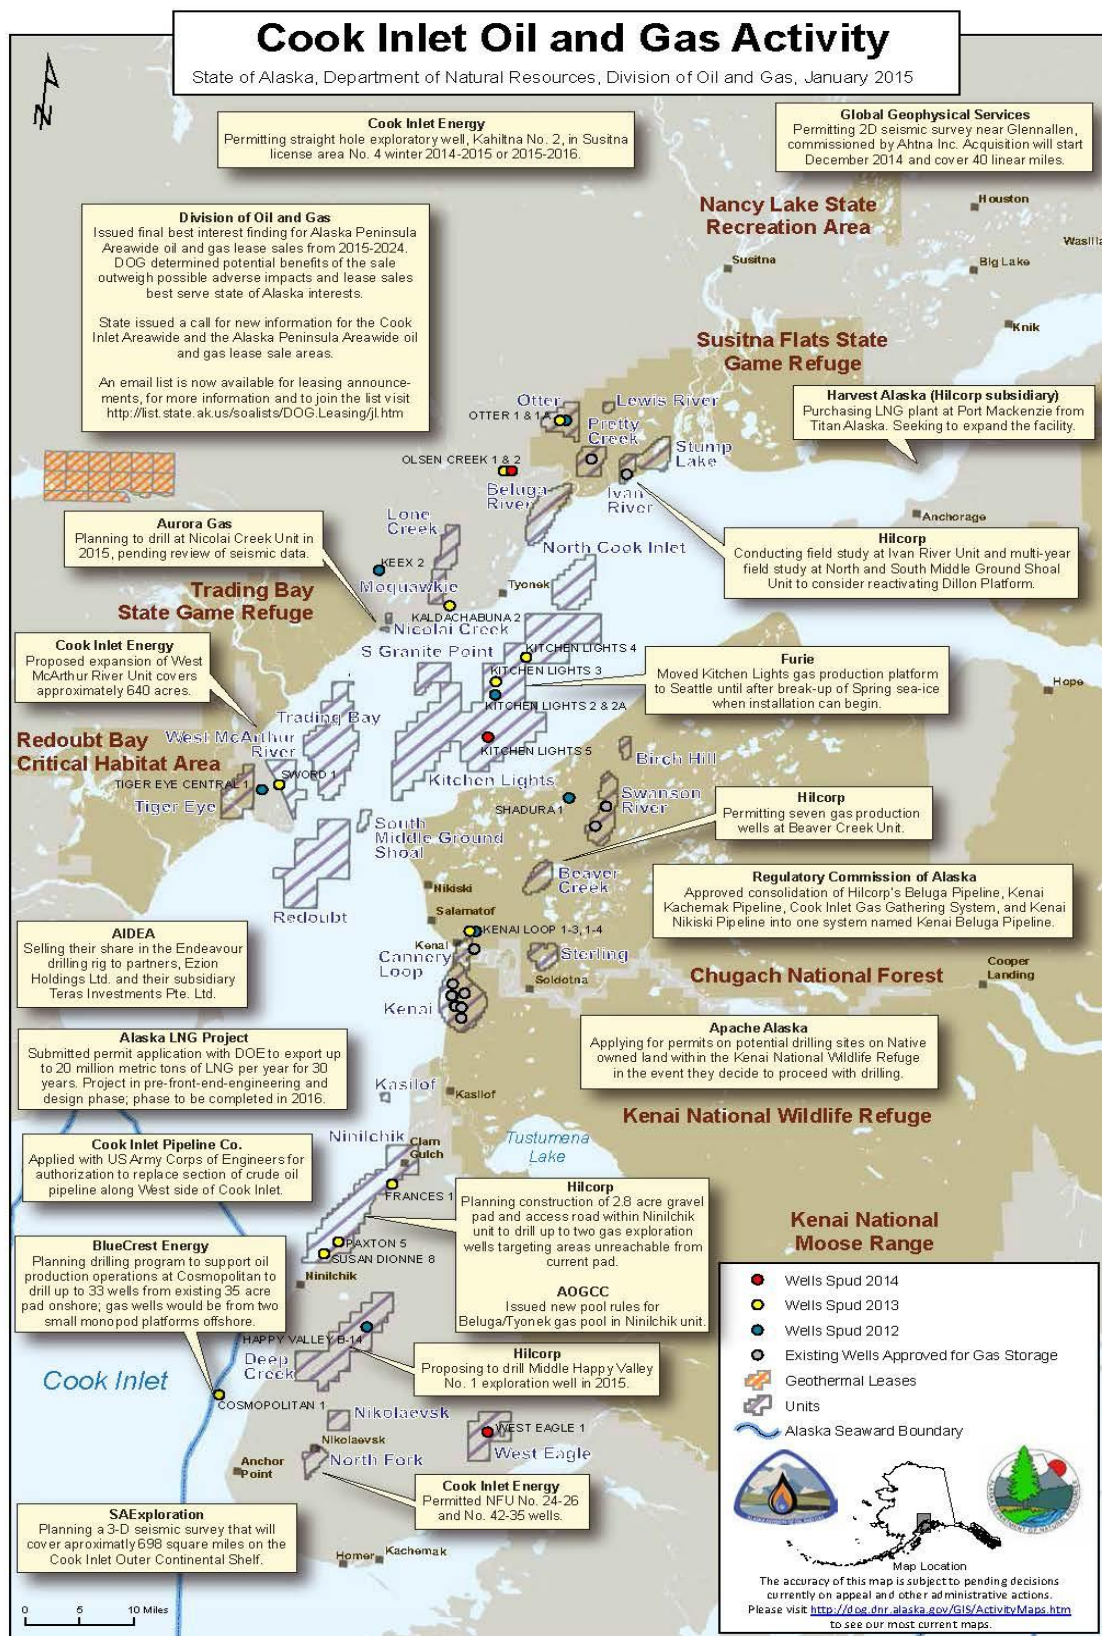 Cook Inlet Oil and Gas Activity
State of Alaska, Department of Natural Resources, Division of Oil and Gas, January 2015
N
Cook Inlet Energy
Permitting straight hole exploratory well, Kahiltna No. 2, in Susitna
license area No. 4 winter 2014-2015 or 2015-2016.
Global Geophysical Services
Permitting 2D seismic survey near Glennallen,
commissioned by Ahtna Inc. Acquisition will start
December 2014 and cover 40 linear miles.
Nancy Lake State
Recreation Area
Houston
Wasilla
Susitna
Big Lake
Knik
Division of Oil and Gas
Issued final best interest finding for Alaska Peninsula
Areawide oil and gas lease sales from 2015-2024.
DOG determined potential benefits of the sale
outweigh possible adverse impacts and lease sales
best serve state of Alaska interests.
State issued a call for new information for the Cook
Inlet Areawide and the Alaska Peninsula Areawide oil
and gas lease sale areas.
An email list is now available for leasing announce-
ments, for more information and to join the list visit
http://list.state.ak.us/soalists/DOG.Leasing/jl.htm
Susitna Flats State
Game Refuge
Harvest Alaska (Hilcorp subsidiary)
Purchasing LNG plant at Port Mackenzie from
Titan Alaska. Seeking to expand the facility.
Otter
OTTER 1 & 1A
Lewis River
Pretty
Creek
Stump
Lake
OLSEN CREEK 1 & 2
Beluga
River
Ivan
River
Anchorage
Lone
Creek
North Cook Inlet
Aurora Gas
Planning to drill at Nicolai Creek Unit in
2015, pending review of seismic data.
Hilcorp
Conducting field study at Ivan River Unit and multi-year
field study at North and South Middle Ground Shoal
Unit to consider reactivating Dillon Platform.
KEEX 2
Moquawkie
Tyonek
Trading Bay
State Game Refuge
KALDACHABUNA 2
Nicolai Creek
S Granite Point
KITCHEN LIGHTS 4
KITCHEN LIGHTS 3
KITCHEN LIGHTS 2 & 2A
KITCHEN LIGHTS 5
Kitchen Lights
Cook Inlet Energy
Proposed expansion of West
McArthur River Unit covers
approximately 640 acres.
Furie
Moved Kitchen Lights gas production platform
to Seattle until after break-up of Spring sea-ice
when installation can begin.
Hope
Trading Bay
West McArthur
River
Redoubt Bay
Critical Habitat Area
TIGER EYE CENTRAL 1
SWORD 1
Tiger Eye
Birch Hill
SHADURA 1
Swanson
River
Hilcorp
Permitting seven gas production
wells at Beaver Creek Unit.
South
Middle Ground
Shoal
Redoubt
Nikiski
Beaver
Creek
Salamatof
Regulatory Commission of Alaska
Approved consolidation of Hilcorp's Beluga Pipeline, Kenai
Kachemak Pipeline, Cook Inlet Gas Gathering System, and Kenai
Nikiski Pipeline into one system named Kenai Beluga Pipeline.
AIDEA
Selling their share in the Endeavour
drilling rig to partners, Ezion
Holdings Ltd. and their subsidiary
Teras Investments Pte. Ltd.
KENAI LOOP 1-3, 1-4
Kenai
Cannery
Loop
Sterling
Soldotna
Kenai
Chugach National Forest
Cooper
Landing
Alaska LNG Project
Submitted permit application with DOE to export up
to 20 million metric tons of LNG per year for 30
years. Project in pre-front-end-engineering and
design phase; phase to be completed in 2016.
Apache Alaska
Applying for permits on potential drilling sites on Native
owned land within the Kenai National Wildlife Refuge
in the event they decide to proceed with drilling.
Kasilof
Kasilof
Kenai National Wildlife Refuge
Cook Inlet Pipeline Co.
Applied with US Army Corps of Engineers for
authorization to replace section of crude oil
pipeline along West side of Cook Inlet.
Ninilchik
Clam
Gulch
Tustumena
Lake
FRANCES 1
PAXTON 5
SUSAN DIONNE 8
Ninilchik
Hilcorp
Planning construction of 2.8 acre gravel
pad and access road within Ninilchik
unit to drill up to two gas exploration
wells targeting areas unreachable from
current pad.
AOGCC
Issued new pool rules for
Beluga/Tyonek gas pool in Ninilchik unit.
Kenai National
Moose Range
BlueCrest Energy
Planning drilling program to support oil
production operations at Cosmopolitan to
drill up to 33 wells from existing 35 acre
pad onshore; gas wells would be from two
small monopod platforms offshore.
HAPPY VALLEY B-14
Deep
Creek
Hilcorp
Proposing to drill Middle Happy Valley
No. 1 exploration well in 2015.
Cook Inlet
COSMOPOLITAN 1
Nikolaevsk
Nikolaevsk
WEST EAGLE 1
West Eagle
North Fork
Anchor
Point
Cook Inlet Energy
Permitted NFU No. 24-26
and No. 42-35 wells.
SAExploration
Planning a 3-D seismic survey that will
cover aproximatly 698 square miles on the
Cook Inlet Outer Continental Shelf.
Homer
Kachemak
0 5 10 Miles
Wells Spud 2014
Wells Spud 2013
Wells Spud 2012
Existing Wells Approved for Gas Storage
Geothermal Leases
Units
Alaska Seaward Boundary
Map Location
The accuracy of this map is subject to pending decisions
currently on appeal and other administrative actions.
Please visit http://dog.dnr.alaska.gov/GIS/ActivityMaps.htm
to see our most current maps.